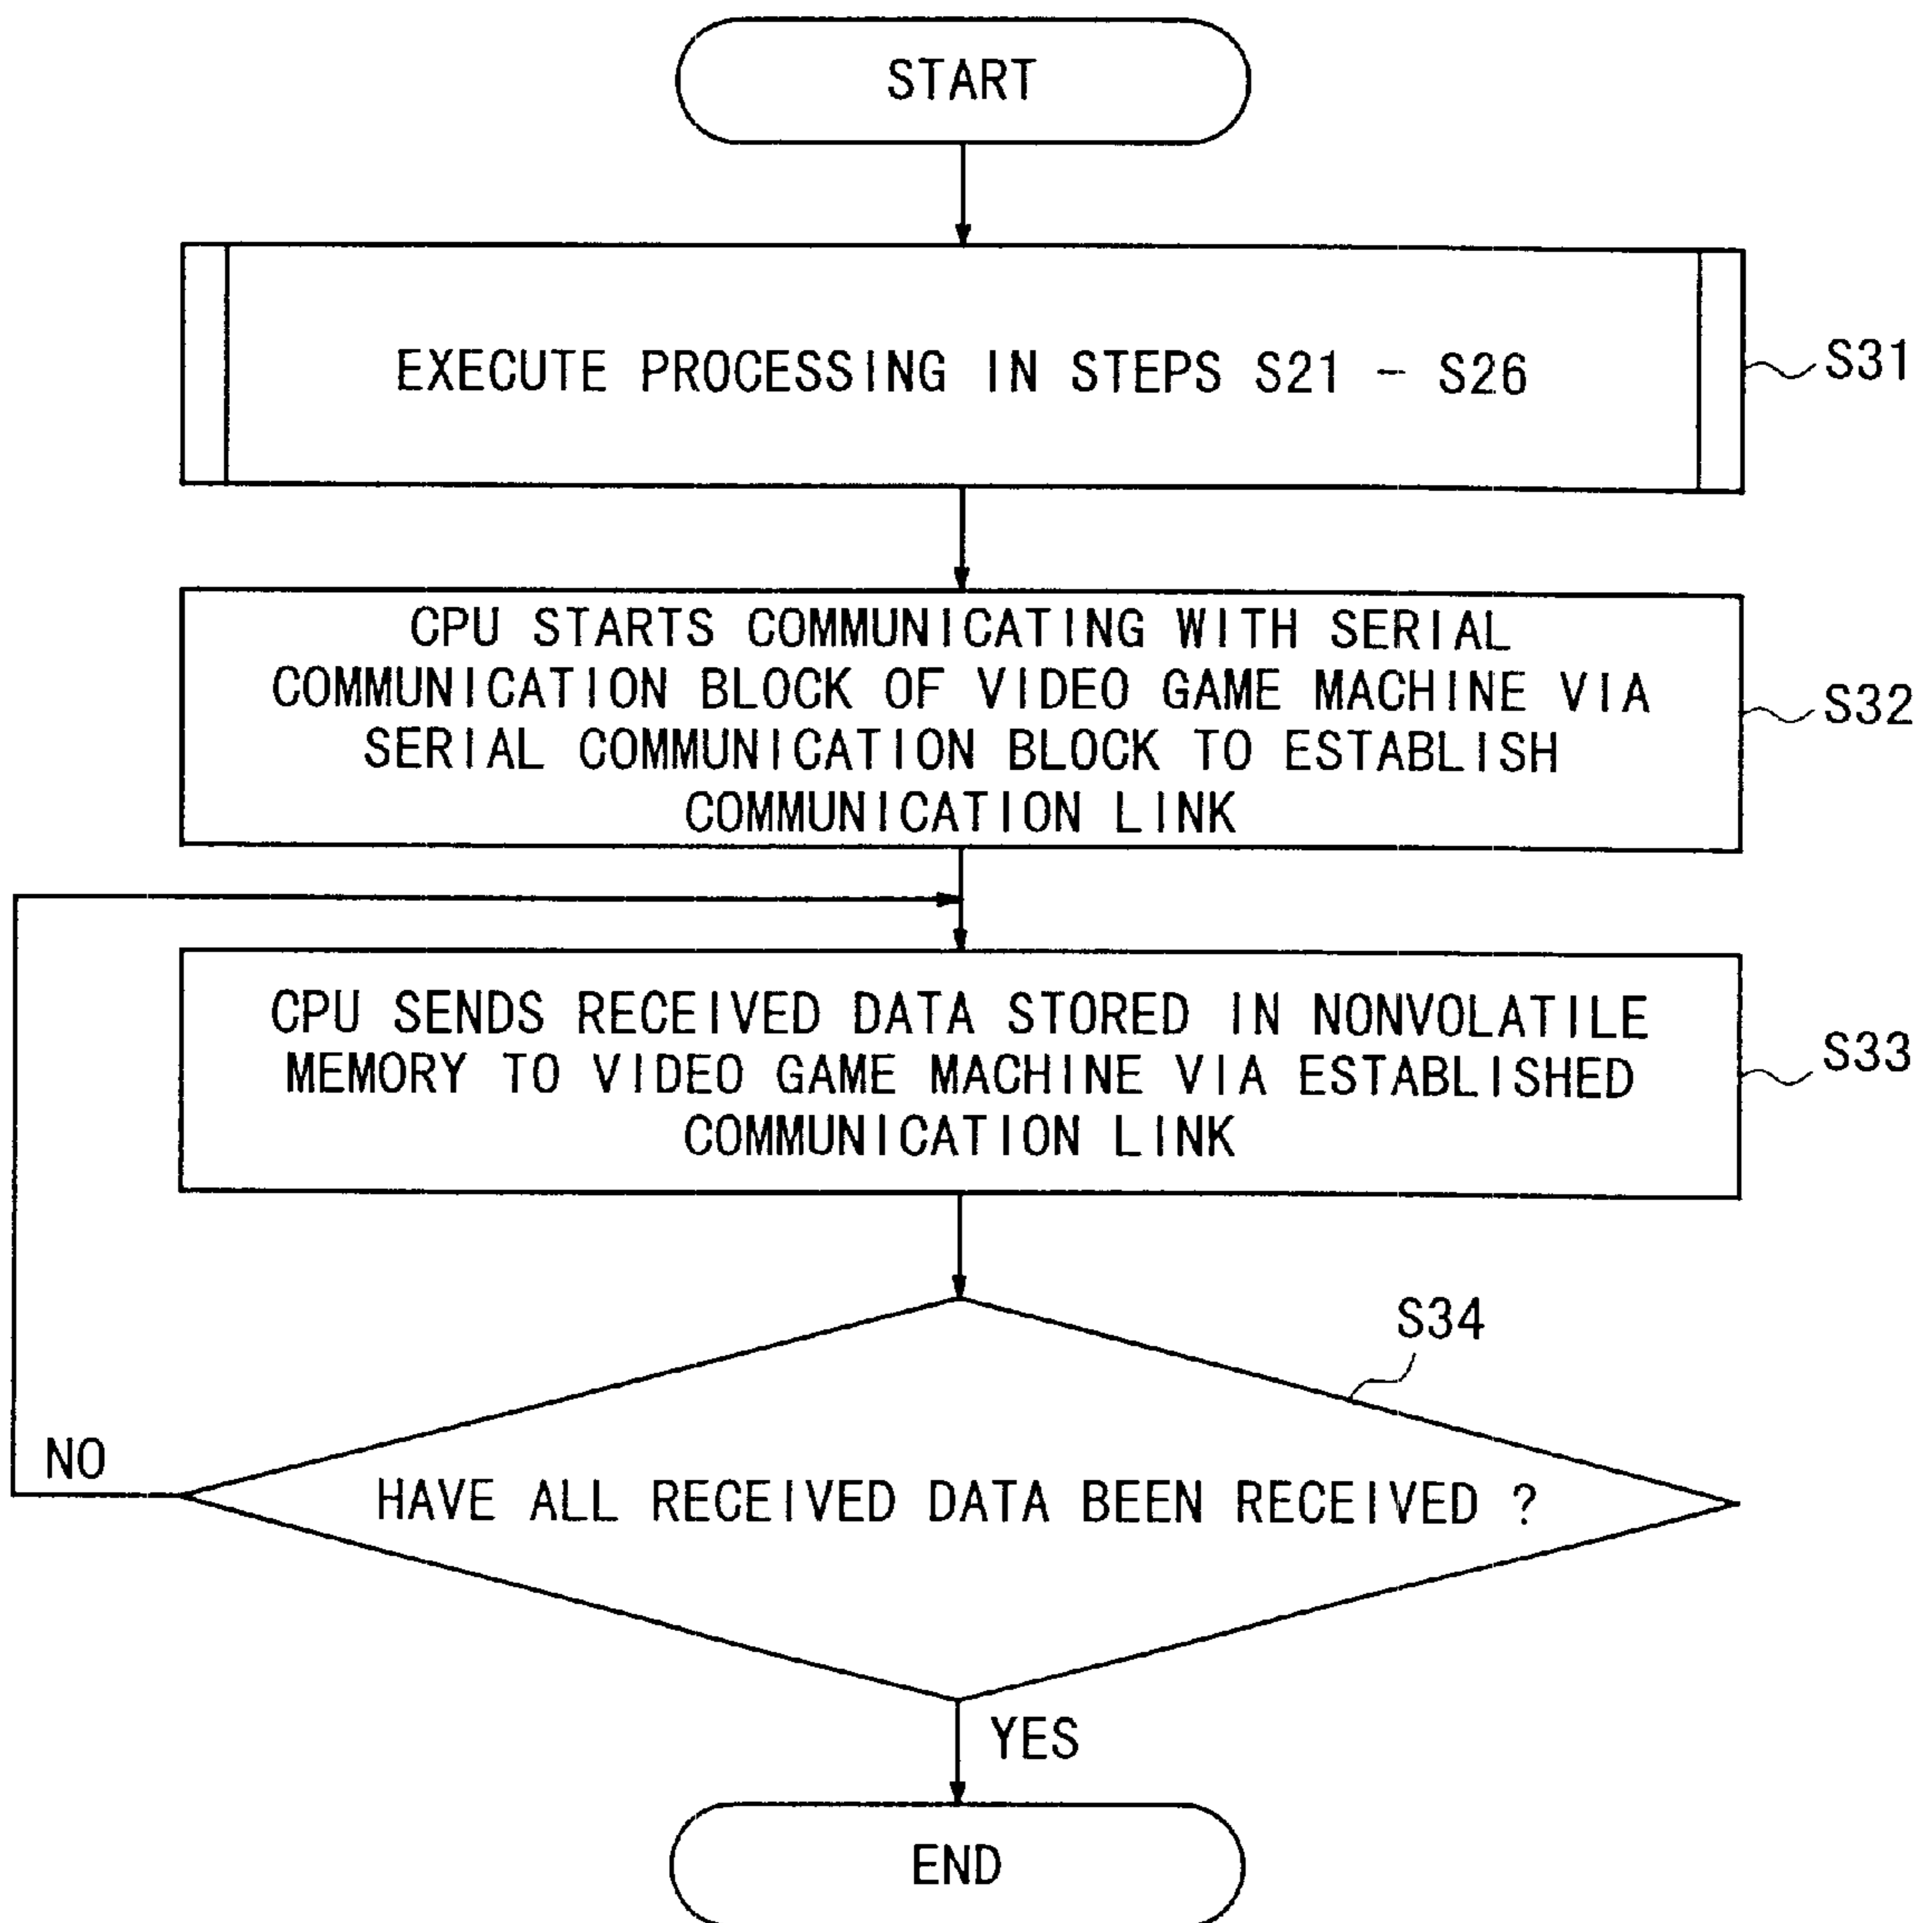 START
EXECUTE PROCESSING IN STEPS S21 - S26
S31
CPU STARTS COMMUNICATING WITH SERIAL
COMMUNICATION BLOCK OF VIDEO GAME MACHINE VIA
SERIAL COMMUNICATION BLOCK TO ESTABLISH
COMMUNICATION LINK
S32
CPU SENDS RECEIVED DATA STORED IN NONVOLATILE
MEMORY TO VIDEO GAME MACHINE VIA ESTABLISHED
COMMUNICATION LINK
S33
S34
NO
HAVE ALL RECEIVED DATA BEEN RECEIVED ?
YES
END